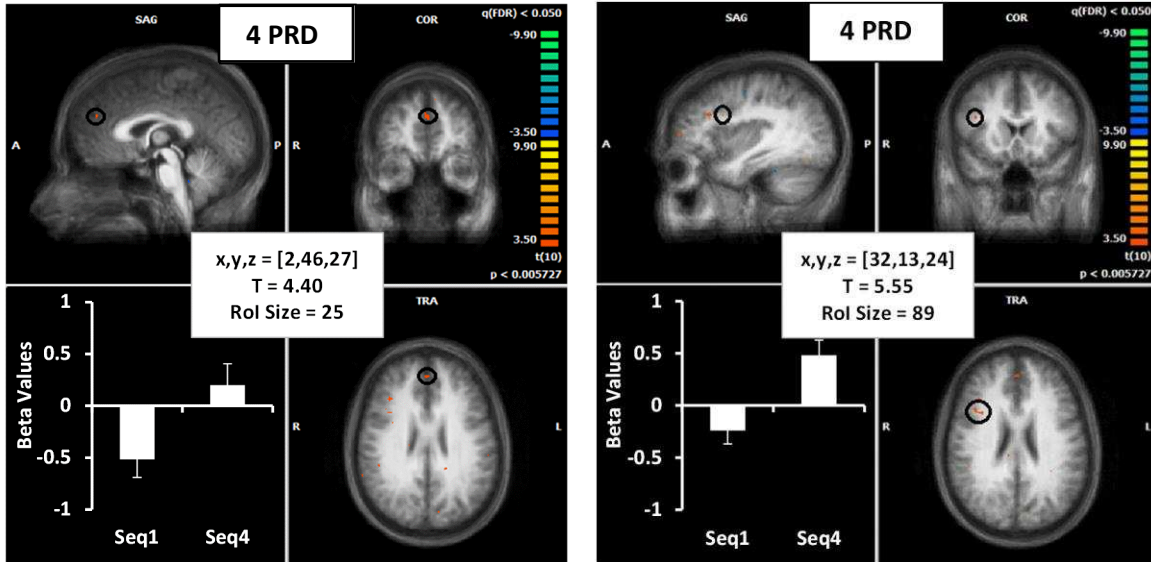 SAG
4 PRD
COR
q(FDR) < 0.050
-9.90
-3.50
9.90
3.50
t(10)
p < 0.005727
A
P
R
x,y,z = [2,46,27]
T = 4.40
RoI Size = 25
TRA
R
L
Beta Values
1
0.5
0
-0.5
-1
Seq1
Seq4
SAG
4 PRD
COR
q(FDR) < 0.050
-9.90
-3.50
9.90
3.50
t(10)
p < 0.005727
A
P
R
x,y,z = [32,13,24]
T = 5.55
RoI Size = 89
TRA
R
L
Beta Values
1
0.5
0
-0.5
-1
Seq1
Seq4